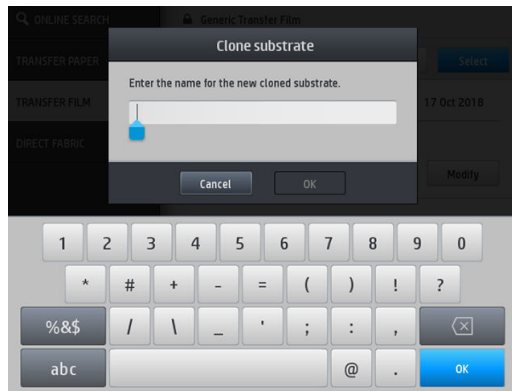 ONLINE SEARCH
Generic Transfer Film
Clone substrate
TRANSFER PAPER
Select
Enter the name for the new cloned substrate.
TRANSFER FILM
17 Oct 2018
DIRECT FABRIC
Modify
Cancel OK
1 2 3 4 5 6 7 8 9 0
* # + - = ( ) ! ?
%&$ / \ _ ' ; : ,
abc @ . OK